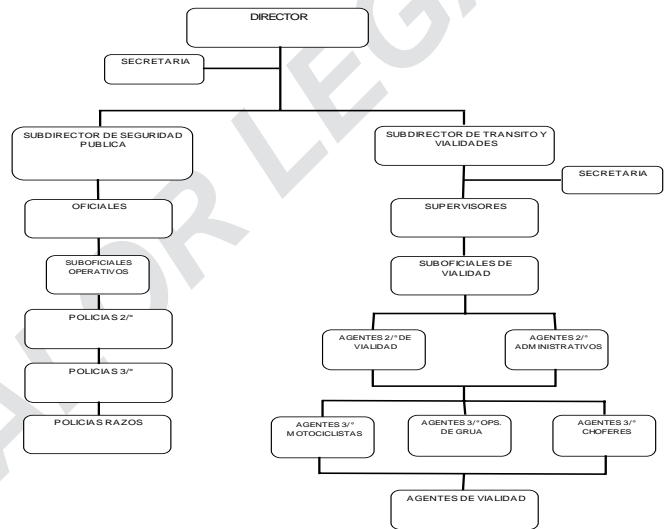 DIRECTOR
SECRETARIA
SUBDIRECTOR DE SEGURIDAD
PUBLICA
SUBDIRECTOR DE TRANSITO Y
VIALIDADES
SECRETARIA
OFICIALES
SUPERVISORES
SUBOFICIALES
OPERATIVOS
SUBOFICIALES DE
VIALIDAD
POLICIAS 2/°
AGENTES 2/° DE
VIALIDAD
AGENTES 2/°
ADMINISTRATIVOS
POLICIAS 3/°
POLICIAS RAZOS
AGENTES 3/°
MOTOCICLISTAS
AGENTES 3/° OPS.
DE GRUA
AGENTES 3/°
CHOFERES
AGENTES DE VIALIDAD
ALOR LEGA